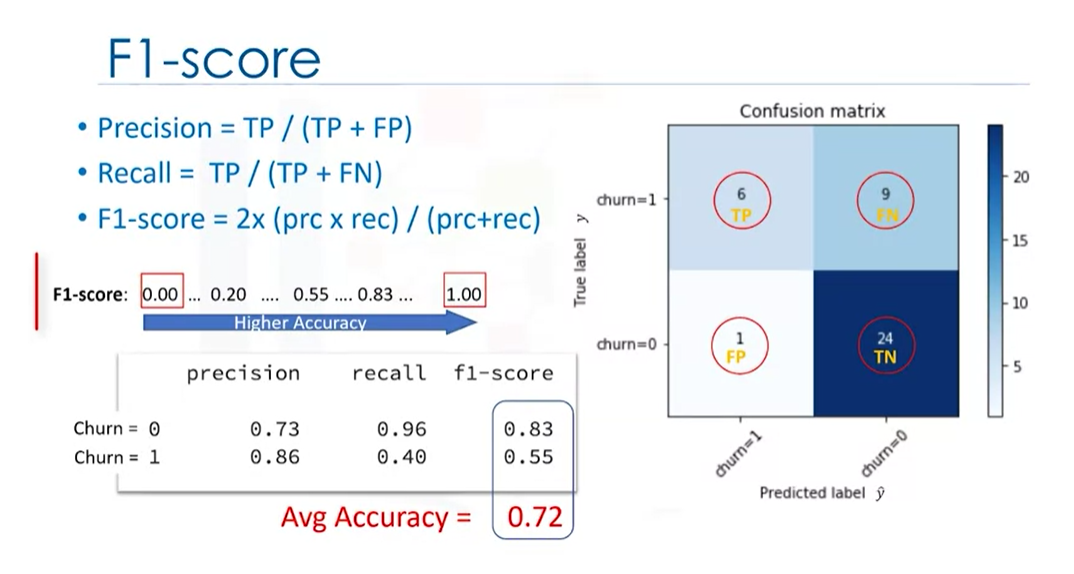 F1-score
• Precision = TP / (TP + FP)
• Recall = TP / (TP + FN)
• F1-score = 2x (prc x rec) / (prc+rec)
F1-score: 0.00 ... 0.20 .... 0.55 .... 0.83 ... 1.00
Higher Accuracy
precision recall f1-score
Churn = 0 0.73 0.96 0.83
Churn = 1 0.86 0.40 0.55
Avg Accuracy = 0.72
Confusion matrix
True label y
churn=1
churn=0
6
TP
9
FN
1
FP
24
TN
churn=1
churn=0
Predicted label ŷ
20
15
10
5